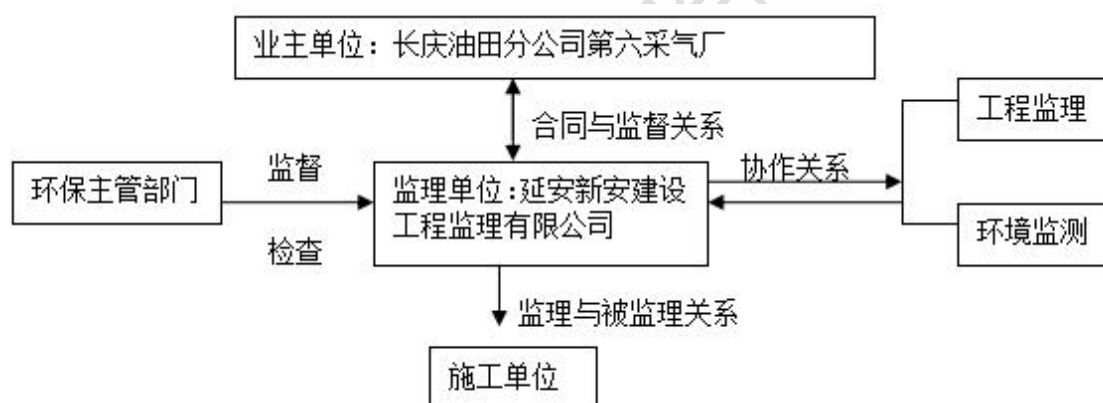 业主单位：长庆油田分公司第六采气厂
合同与监督关系
工程监理
监督
协作关系
环保主管部门
监理单位：延安新安建设
工程监理有限公司
检查
环境监测
监理与被监理关系
施工单位